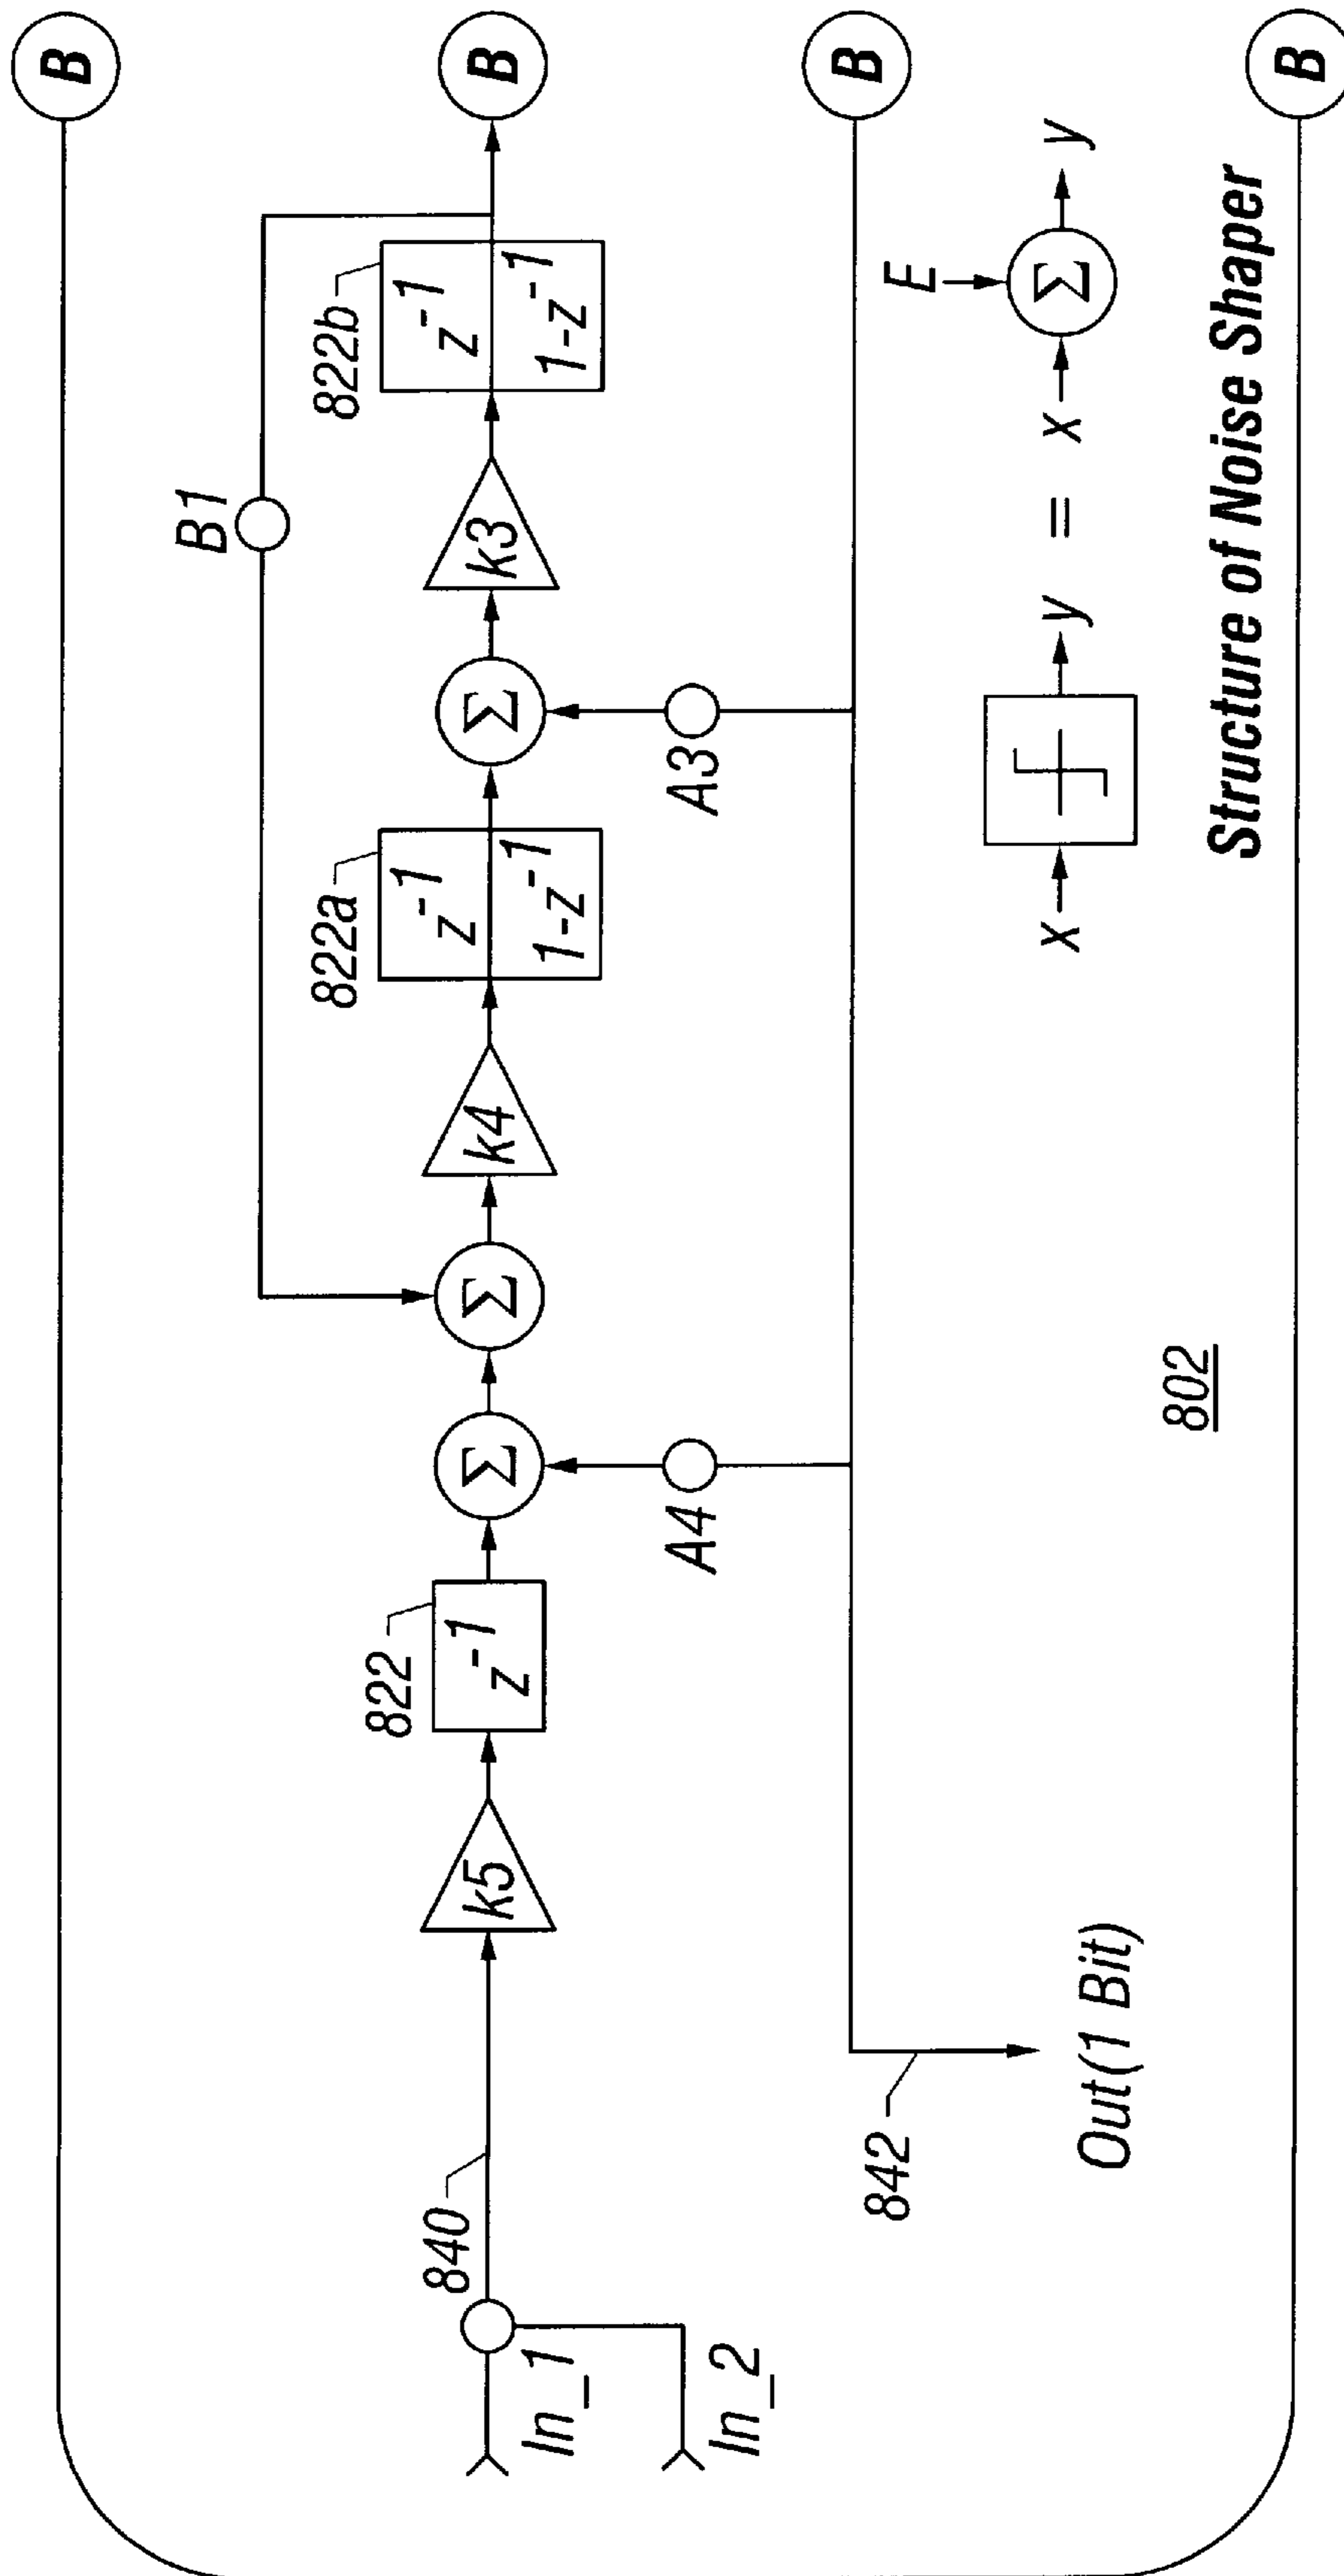 B
B1
822b
z-1
1-z-1
B
k3
Σ
822a
z-1
1-z-1
k4
Σ
Σ
822
z-1
k5
840
In_1
In_2
A3
A4
B
842
Out(1 Bit)
x
y
=
x
E
Σ
y
802
Structure of Noise Shaper
B